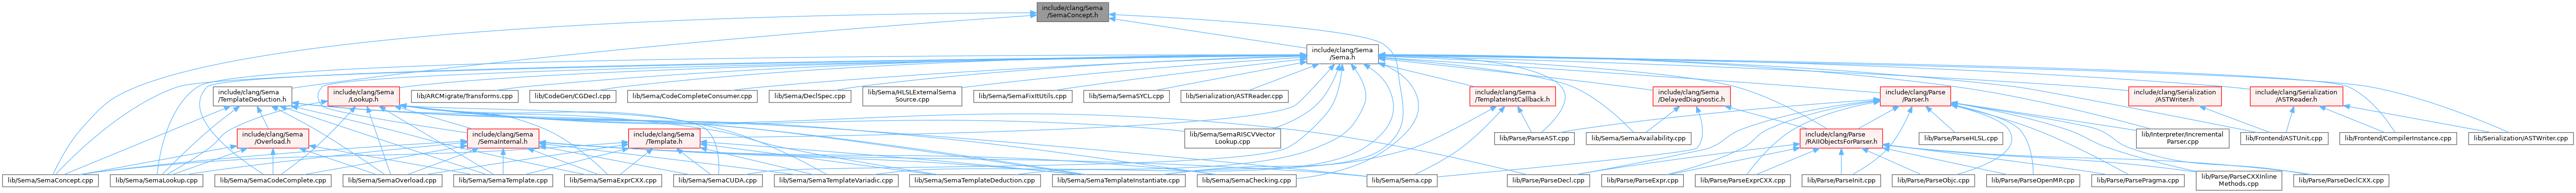 include/clang/Sema
/SemaConcept.h
include/clang/Sema
/Sema.h
include/clang/Sema
/TemplateDeduction.h
include/clang/Sema
/Lookup.h
lib/ARCMigrate/Transforms.cpp
lib/CodeGen/CGDecl.cpp
lib/Sema/CodeCompleteConsumer.cpp
lib/Sema/DeclSpec.cpp
lib/Sema/HLSLExternalSema
Source.cpp
lib/Sema/SemaFixItUtils.cpp
lib/Sema/SemaSYCL.cpp
lib/Serialization/ASTReader.cpp
include/clang/Sema
/TemplateInstCallback.h
include/clang/Sema
/DelayedDiagnostic.h
include/clang/Parse
/Parser.h
include/clang/Serialization
/ASTWriter.h
include/clang/Serialization
/ASTReader.h
include/clang/Sema
/Overload.h
include/clang/Sema
/SemaInternal.h
include/clang/Sema
/Template.h
lib/Sema/SemaRISCVVector
Lookup.cpp
lib/Parse/ParseAST.cpp
lib/Sema/SemaAvailability.cpp
include/clang/Parse
/RAIIObjectsForParser.h
lib/Parse/ParseHLSL.cpp
lib/Interpreter/Incremental
Parser.cpp
lib/Frontend/ASTUnit.cpp
lib/Frontend/CompilerInstance.cpp
lib/Serialization/ASTWriter.cpp
lib/Sema/SemaConcept.cpp
lib/Sema/SemaLookup.cpp
lib/Sema/SemaCodeComplete.cpp
lib/Sema/SemaOverload.cpp
lib/Sema/SemaTemplate.cpp
lib/Sema/SemaExprCXX.cpp
lib/Sema/SemaCUDA.cpp
lib/Sema/SemaTemplateVariadic.cpp
lib/Sema/SemaTemplateDeduction.cpp
lib/Sema/SemaTemplateInstantiate.cpp
lib/Sema/SemaChecking.cpp
lib/Sema/Sema.cpp
lib/Parse/ParseDecl.cpp
lib/Parse/ParseExpr.cpp
lib/Parse/ParseExprCXX.cpp
lib/Parse/ParseInit.cpp
lib/Parse/ParseObjc.cpp
lib/Parse/ParseOpenMP.cpp
lib/Parse/ParsePragma.cpp
lib/Parse/ParseCXXInline
Methods.cpp
lib/Parse/ParseDeclCXX.cpp